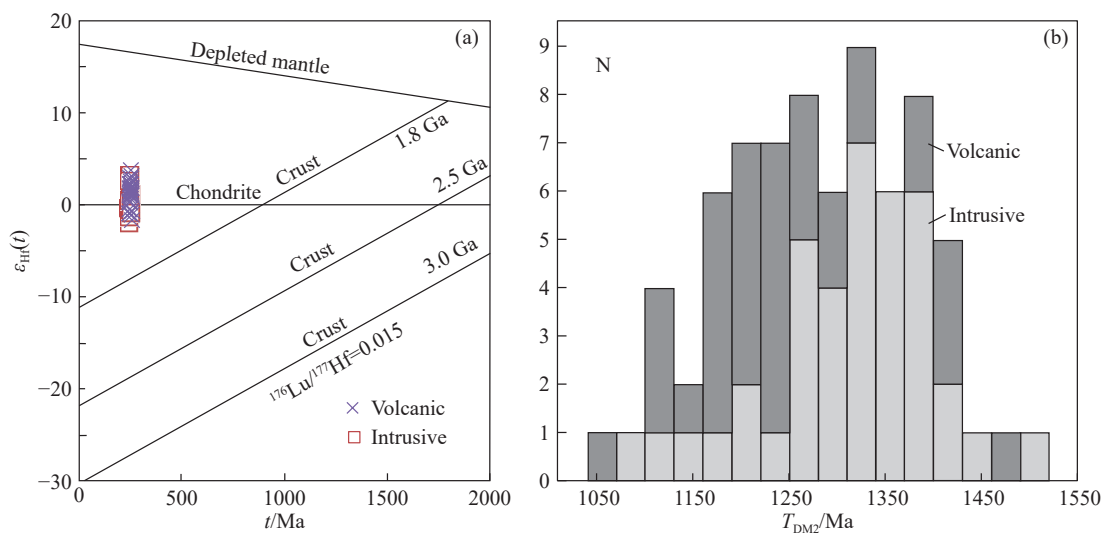 (a)
20
10
0
−10
−20
−30
εHf(t)
0
500
1000
1500
2000
t/Ma
Depleted mantle
Chondrite
Crust
1.8 Ga
Crust
2.5 Ga
Crust
3.0 Ga
¹⁷⁶Lu/¹⁷⁷Hf=0.015
Volcanic
Intrusive
(b)
N
9
8
7
6
5
4
3
2
1
0
Volcanic
Intrusive
1050
1150
1250
1350
1450
1550
TDM2/Ma